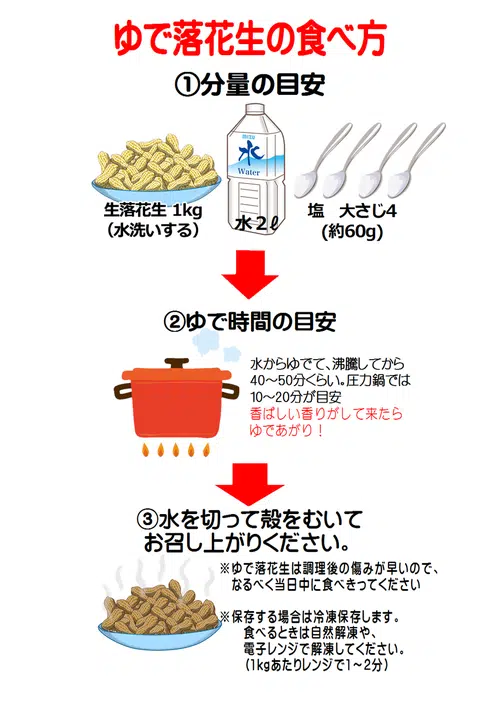 ゆで落花生の食べ方
①分量の目安
水
Water
生落花生 1kg
（水洗いする）
水２ℓ
塩　大さじ4
(約60g)
②ゆで時間の目安
水からゆでて、沸騰してから
40～50分くらい。圧力鍋では
10～20分が目安
香ばしい香りがして来たら
ゆであがり！
③水を切って殻をむいて
お召し上がりください。
※ゆで落花生は調理後の傷みが早いので、
なるべく当日中に食べきってください
※保存する場合は冷凍保存します。
食べるときは自然解凍や、
電子レンジで解凍してください。
（1kgあたりレンジで1～2分）